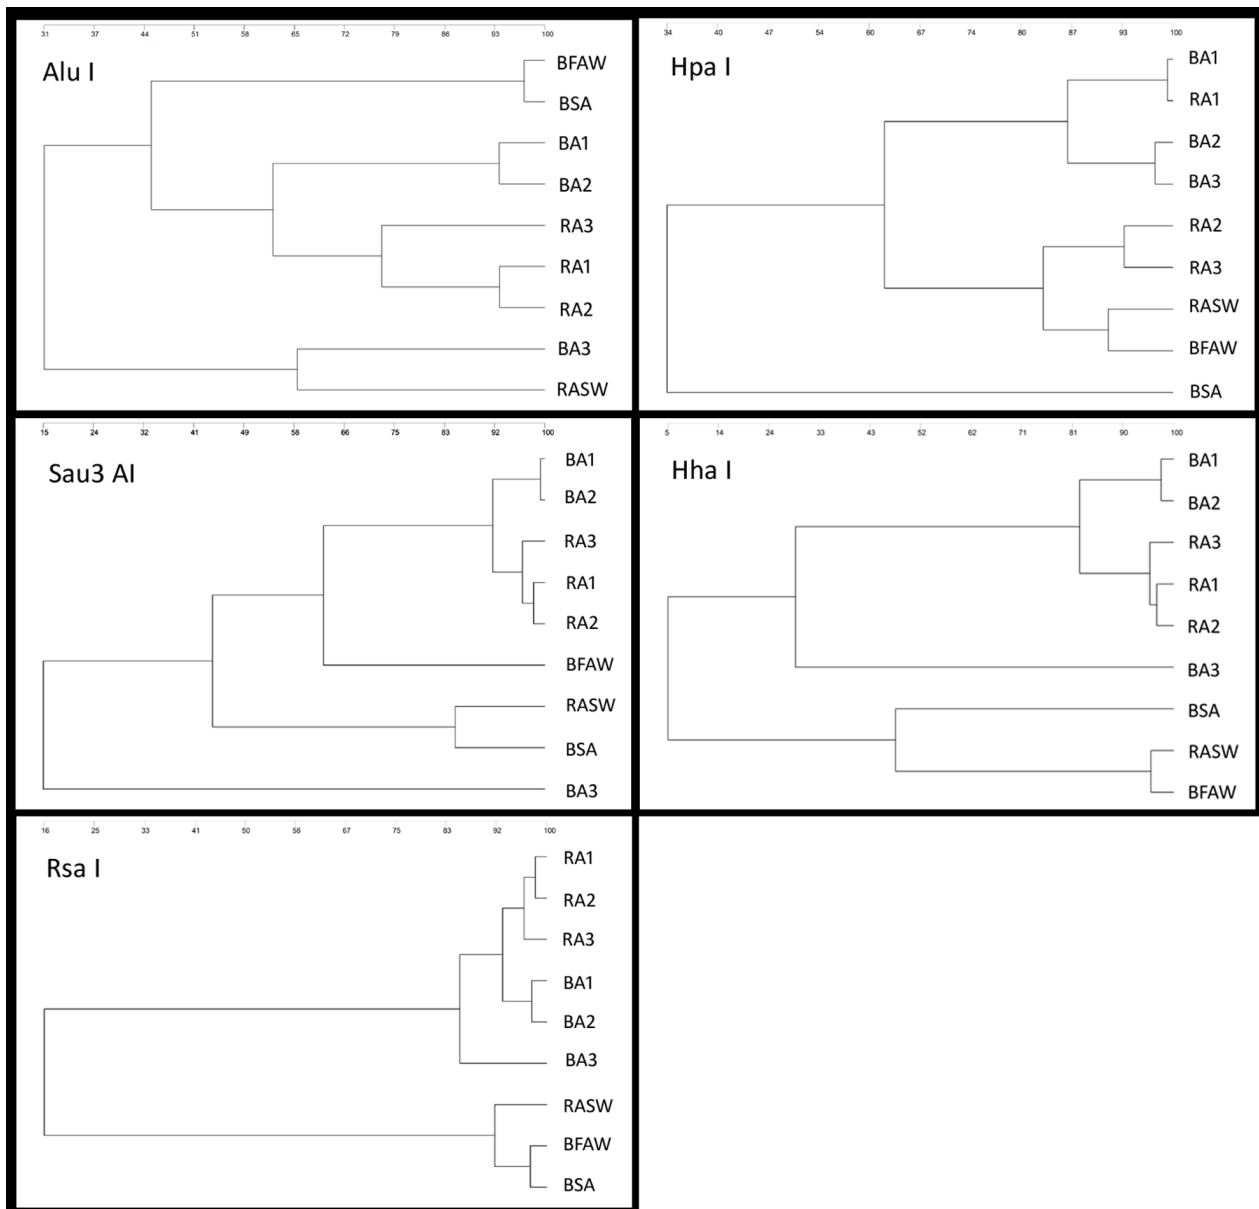 31 37 44 51 58 65 72 79 86 93 100
Alu I
BFAW
BSA
BA1
BA2
RA3
RA1
RA2
BA3
RASW
34 40 47 54 60 67 74 80 87 93 100
Hpa I
BA1
RA1
BA2
BA3
RA2
RA3
RASW
BFAW
BSA
15 24 32 41 49 58 66 75 83 92 100
Sau3 AI
BA1
BA2
RA3
RA1
RA2
BFAW
RASW
BSA
BA3
5 14 24 33 43 52 62 71 81 90 100
Hha I
BA1
BA2
RA3
RA1
RA2
BA3
BSA
RASW
BFAW
16 25 33 41 50 58 67 75 83 92 100
Rsa I
RA1
RA2
RA3
BA1
BA2
BA3
RASW
BFAW
BSA